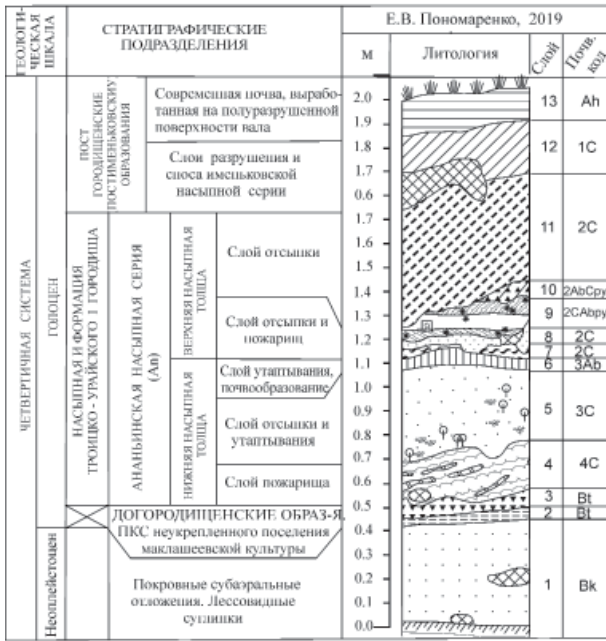 ГЕОЛОГИ-
ЧЕСКАЯ
ШКАЛА
СТРАТИГРАФИЧЕСКИЕ
ПОДРАЗДЕЛЕНИЯ
Е.В. Пономаренко, 2019
м
Литология
Слой
Почв.
код
ЧЕТВЕРТИЧНАЯ СИСТЕМА
ГОЛОЦЕН
Неоплейстоцен
ПОСТ
ГОРОДИЩЕНСКИЕ
ПОСТИМЕНЬКОВСКИУ
ОБРАЗОВАНИЯ
Современная почва, вырабо-
танная на полуразрушенной
поверхности вала
Слои разрушения и
сноса именьковской
насыпной серии
НАСЫПНАЯ И ФОРМАЦИЯ
ТРОИЦКО - УРАЙСКОГО I ГОРОДИЩА
АНАНЬИНСКАЯ НАСЫПНАЯ СЕРИЯ
(An)
ВЕРХНЯЯ НАСЫПНАЯ
ТОЛЩА
Слой отсыпки
Слой отсыпки и
пожарищ
НИЖНЯЯ НАСЫПНАЯ
ТОЛЩА
Слой утаптывания,
почвообразование
Слой отсыпки и
утаптывания
Слой пожарища
ДОГОРОДИЩЕНСКИЕ ОБРАЗ-Я,
ПКС неукрепленного поселения
маклашеевской культуры
Покровные субаэральные
отложения. Лессовидные
суглинки
2.0
1.9
1.8
1.7
0.6
1.7
1.6
1.5
1.4
1.3
1.2
1.1
1.0
0.9
0.8
0.7
0.6
0.5
0.4
0.3
0.2
0.1
0.0
13 Ah
12 1C
11 2C
10 2AbCpy
9 2CAbpy
8 2C
7 2C
6 3Ab
5 3C
4 4C
3 Bt
2 Bt
1 Bk